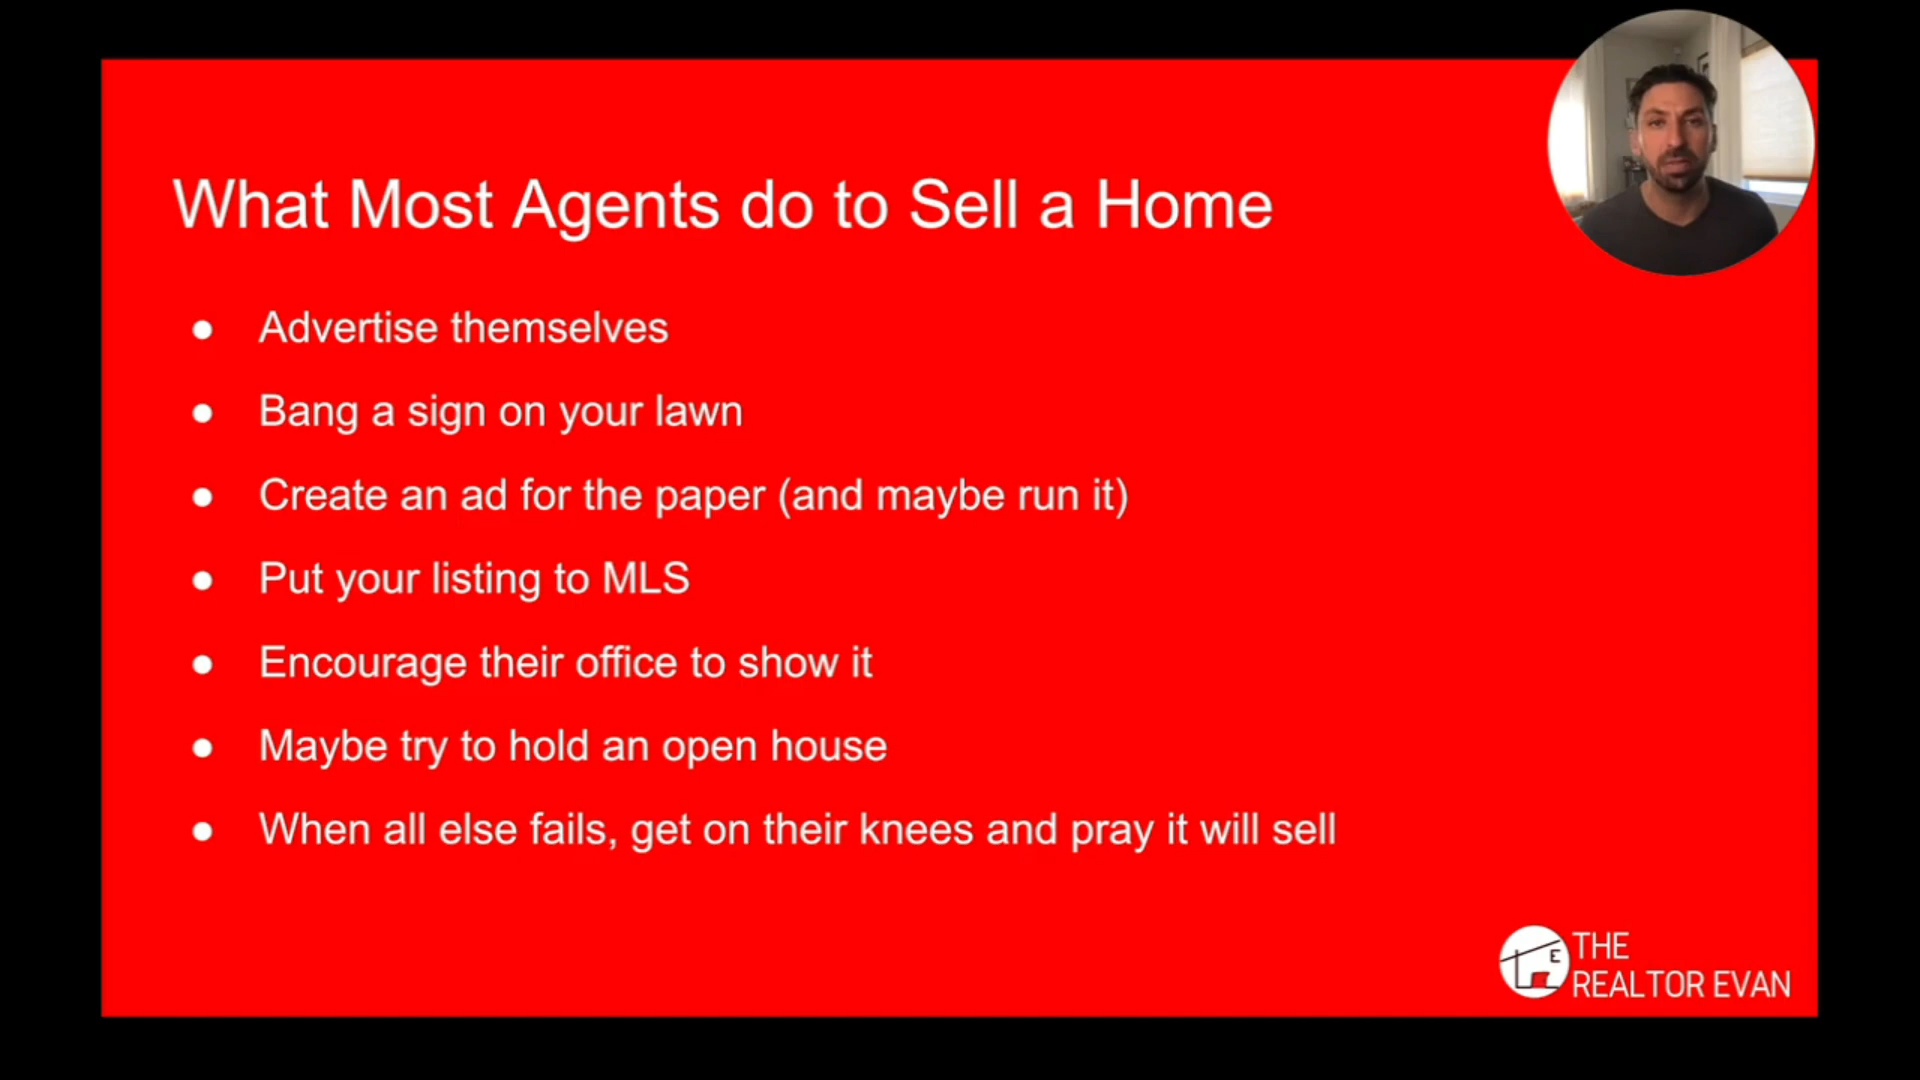 What Most Agents do to Sell a Home
● Advertise themselves
● Bang a sign on your lawn
● Create an ad for the paper (and maybe run it)
● Put your listing to MLS
● Encourage their office to show it
● Maybe try to hold an open house
● When all else fails, get on their knees and pray it will sell
E
THE
REALTOR EVAN